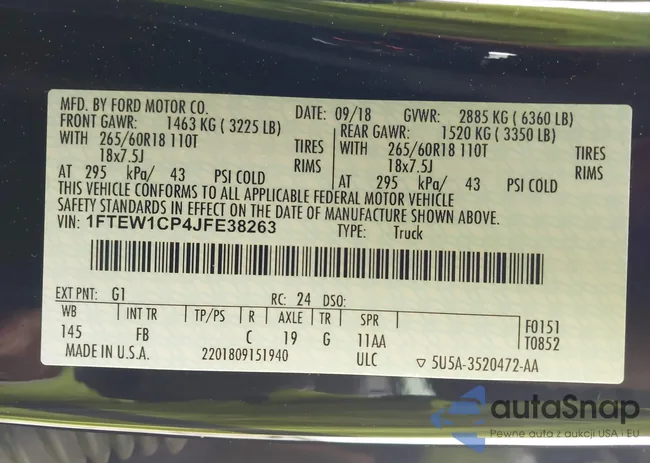 MFD. BY FORD MOTOR CO. DATE: 09/18 GVWR: 2885 KG (6360 LB)
FRONT GAWR: 1463 KG (3225 LB) REAR GAWR: 1520 KG (3350 LB)
WITH 265/60R18 110T TIRES WITH 265/60R18 110T TIRES
18x7.5J RIMS 18x7.5J RIMS
AT 295 kPa/ 43 PSI COLD AT 295 kPa/ 43 PSI COLD
THIS VEHICLE CONFORMS TO ALL APPLICABLE FEDERAL MOTOR VEHICLE
SAFETY STANDARDS IN EFFECT ON THE DATE OF MANUFACTURE SHOWN ABOVE.
VIN: 1FTEW1CP4JFE38263 TYPE: Truck
EXT PNT: G1 RC: 24 DSO:
WB INT TR TP/PS R AXLE TR SPR F0151
145 FB C 19 G 11AA T0852
MADE IN U.S.A. 2201809151940 ULC ▽ 5U5A-3520472-AA
autaSnap
Pewne auta z aukcji USA i EU